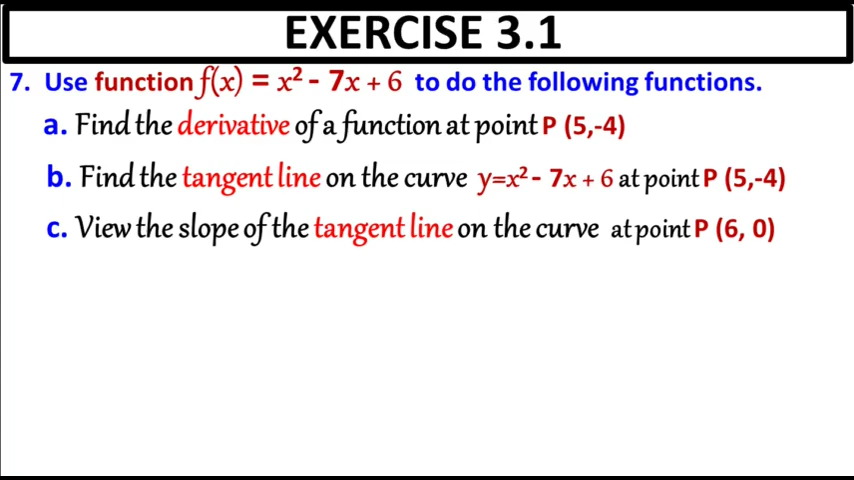 EXERCISE 3.1
7. Use function f(x) = x² - 7x + 6 to do the following functions.
a. Find the derivative of a function at point P (5,-4)
b. Find the tangent line on the curve y=x² - 7x + 6 at point P (5,-4)
c. View the slope of the tangent line on the curve at point P (6, 0)